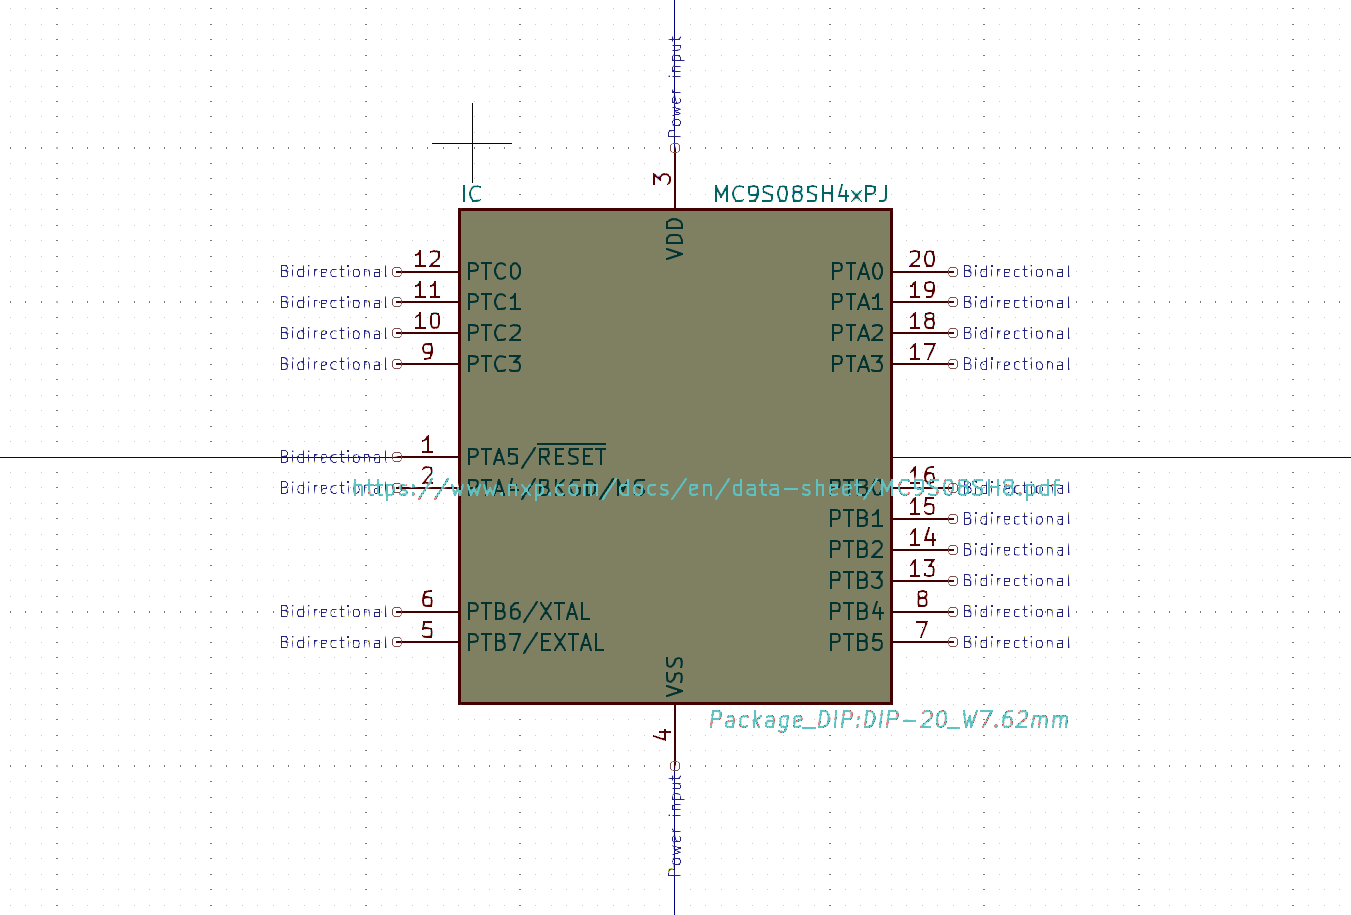 Power input
3
IC
MC9S08SH4xPJ
VDD
Bidirectional 12 PTC0
PTA0 20 Bidirectional
Bidirectional 11 PTC1
PTA1 19 Bidirectional
Bidirectional 10 PTC2
PTA2 18 Bidirectional
Bidirectional 9 PTC3
PTA3 17 Bidirectional
Bidirectional 1 PTA5/RESET
Bidirectional 2 PTA4/BKGD/MS
https://www.nxp.com/docs/en/data-sheet/MC9S08SH8.pdf
PTB0 16 Bidirectional
PTB1 15 Bidirectional
PTB2 14 Bidirectional
PTB3 13 Bidirectional
Bidirectional 6 PTB6/XTAL
PTB4 8 Bidirectional
Bidirectional 5 PTB7/EXTAL
PTB5 7 Bidirectional
VSS
Package_DIP:DIP-20_W7.62mm
4
Power input